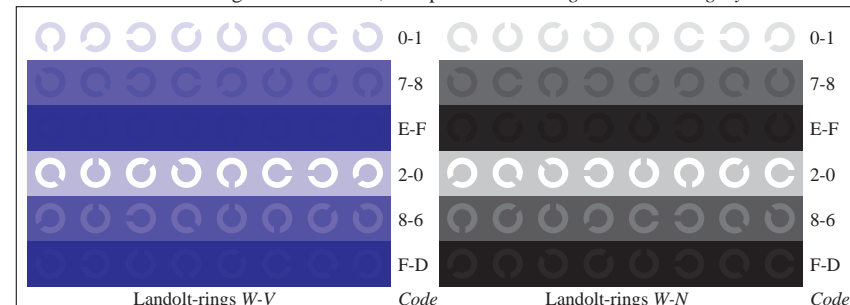 0-1 0-1
7-8 7-8
E-F E-F
2-0 2-0
8-6 8-6
F-D F-D
Landolt-rings W-V Code Landolt-rings W-N Code